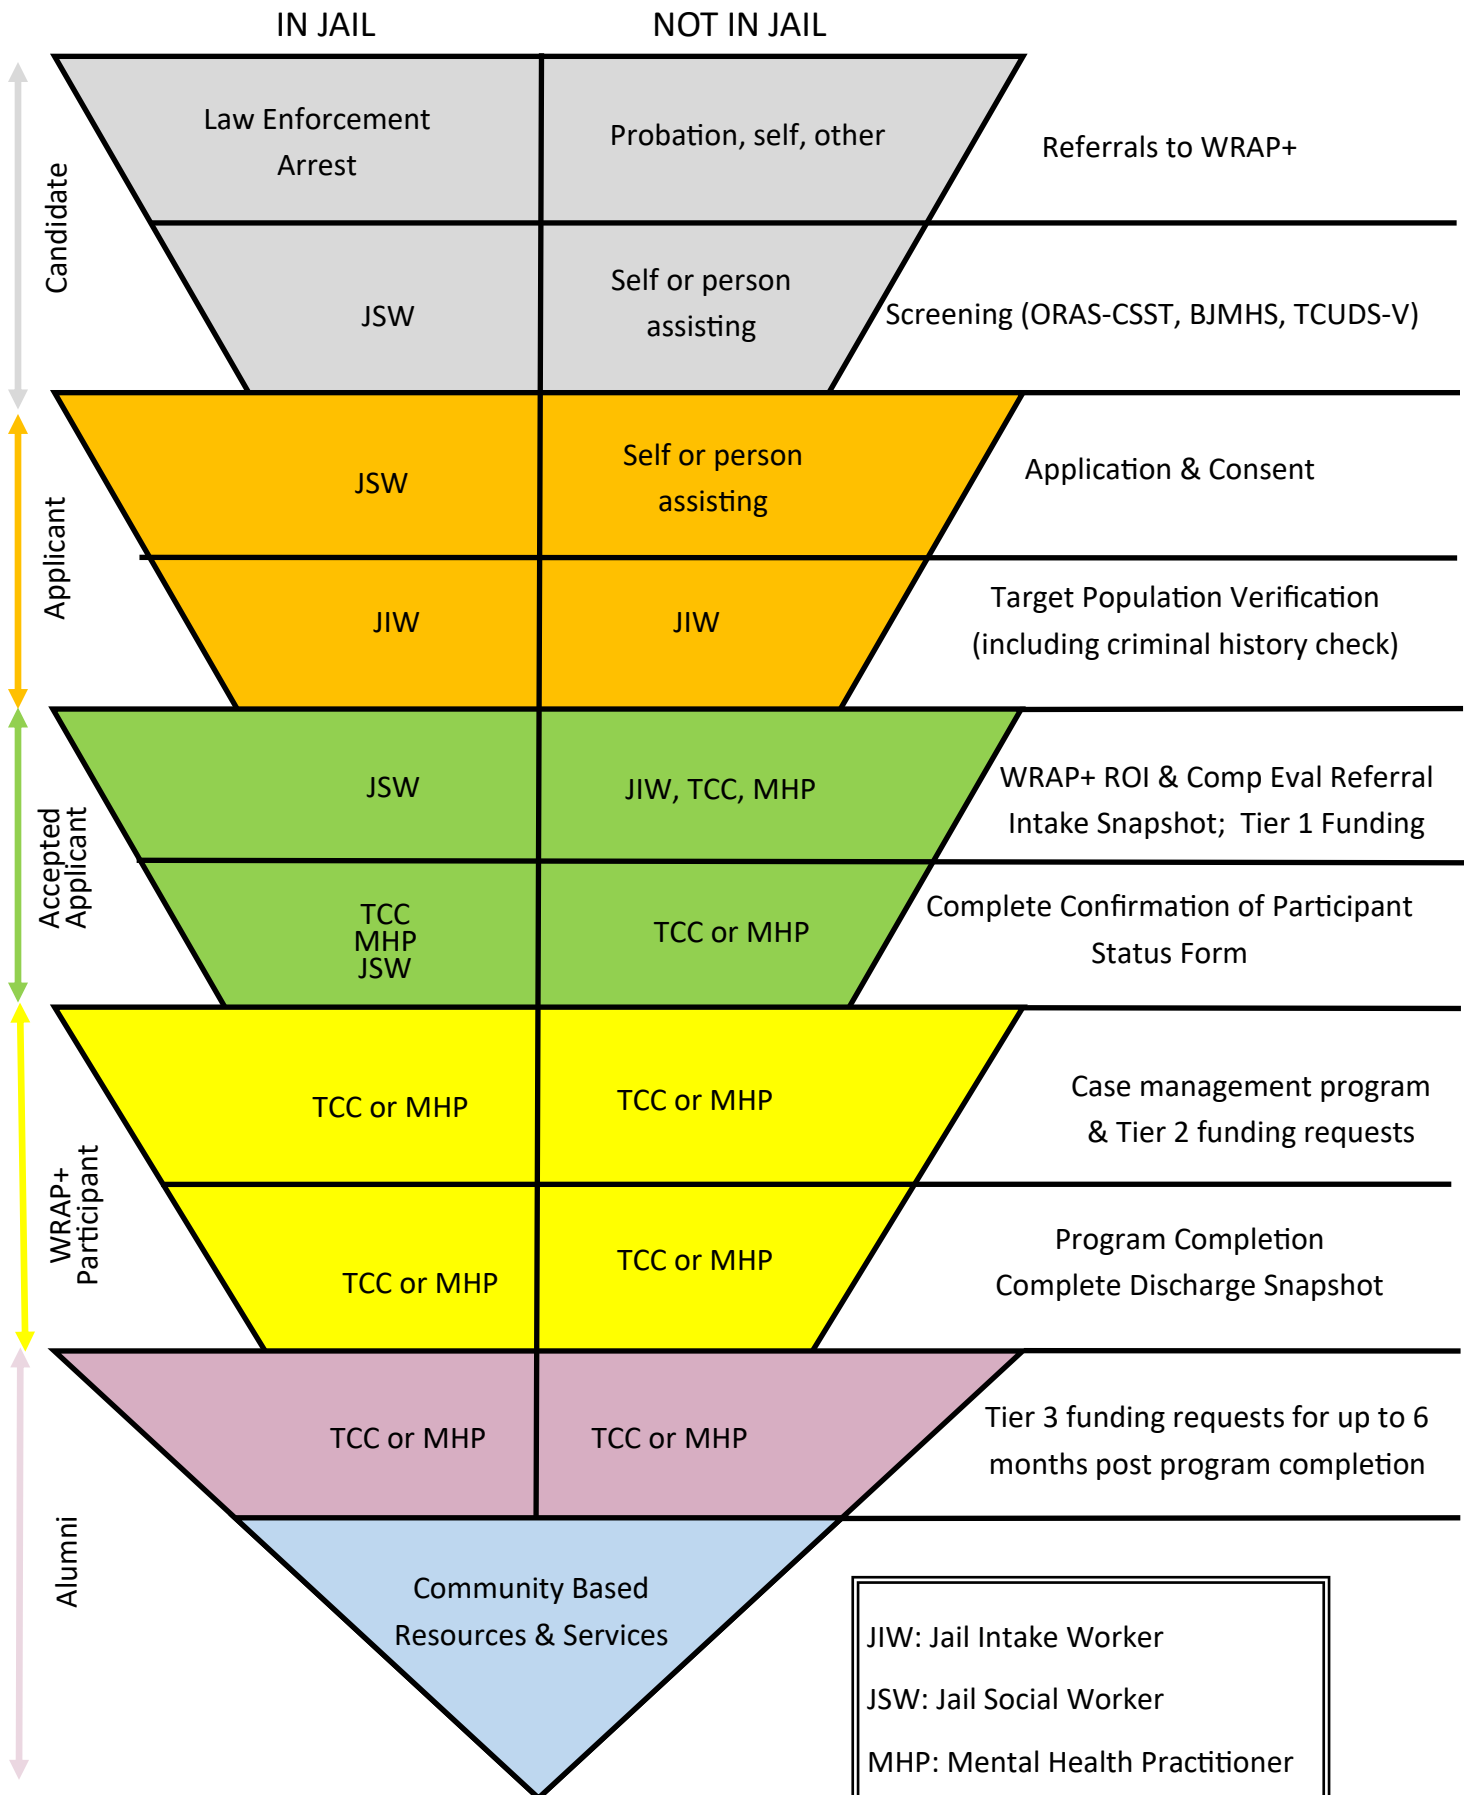 IN JAIL
NOT IN JAIL
Candidate
Law Enforcement
Arrest
Probation, self, other
Referrals to WRAP+
JSW
Self or person
assisting
Screening (ORAS-CSST, BJMHS, TCUDS-V)
Applicant
JSW
Self or person
assisting
Application & Consent
JIW
JIW
Target Population Verification
(including criminal history check)
Accepted
Applicant
JSW
JIW, TCC, MHP
WRAP+ ROI & Comp Eval Referral
Intake Snapshot;  Tier 1 Funding
TCC
MHP
JSW
TCC or MHP
Complete Confirmation of Participant
Status Form
WRAP+
Participant
TCC or MHP
TCC or MHP
Case management program
& Tier 2 funding requests
TCC or MHP
TCC or MHP
Program Completion
Complete Discharge Snapshot
Alumni
TCC or MHP
TCC or MHP
Tier 3 funding requests for up to 6
months post program completion
Community Based
Resources & Services
JIW: Jail Intake Worker
JSW: Jail Social Worker
MHP: Mental Health Practitioner